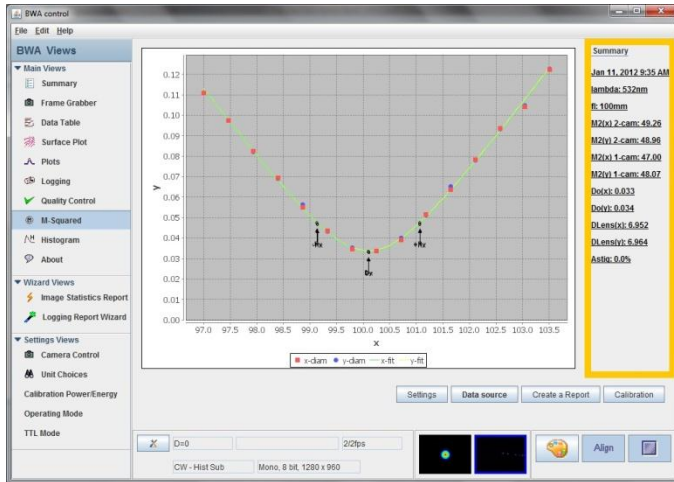 BWA control
File Edit Help
BWA Views
Main Views
Summary
Frame Grabber
Data Table
Surface Plot
Plots
Logging
Quality Control
M-Squared
Histogram
About
Wizard Views
Image Statistics Report
Logging Report Wizard
Settings Views
Camera Control
Unit Choices
Calibration Power/Energy
Operating Mode
TTL Mode
0.12
0.11
0.10
0.09
0.08
0.07
0.06
0.05
0.04
0.03
0.02
0.01
0.00
y
97.0 97.5 98.0 98.5 99.0 99.5 100.0 100.5 101.0 101.5 102.0 102.5 103.0 103.5
x
x-diam y-diam x-fit y-fit
Summary
Jan 11, 2012 9:35 AM
lambda: 532nm
fl: 100mm
M2(x) 2-cam: 49.26
M2(y) 2-cam: 48.96
M2(x) 1-cam: 47.00
M2(y) 1-cam: 48.07
Do(x): 0.033
Do(y): 0.034
DLens(x): 6.952
DLens(y): 6.964
Astig: 0.0%
Settings Data source Create a Report Calibration
D=0 2/2fps
CW - Hist Sub Mono, 8 bit, 1280 x 960
Align